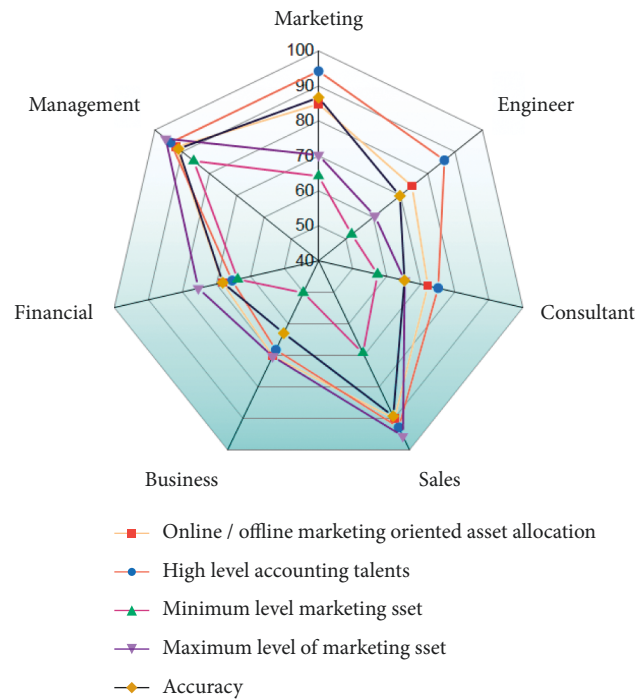 Marketing
100
90
80
70
60
50
40
Management
Engineer
Financial
Consultant
Business
Sales
Online / offline marketing oriented asset allocation
High level accounting talents
Minimum level marketing sset
Maximum level of marketing sset
Accuracy